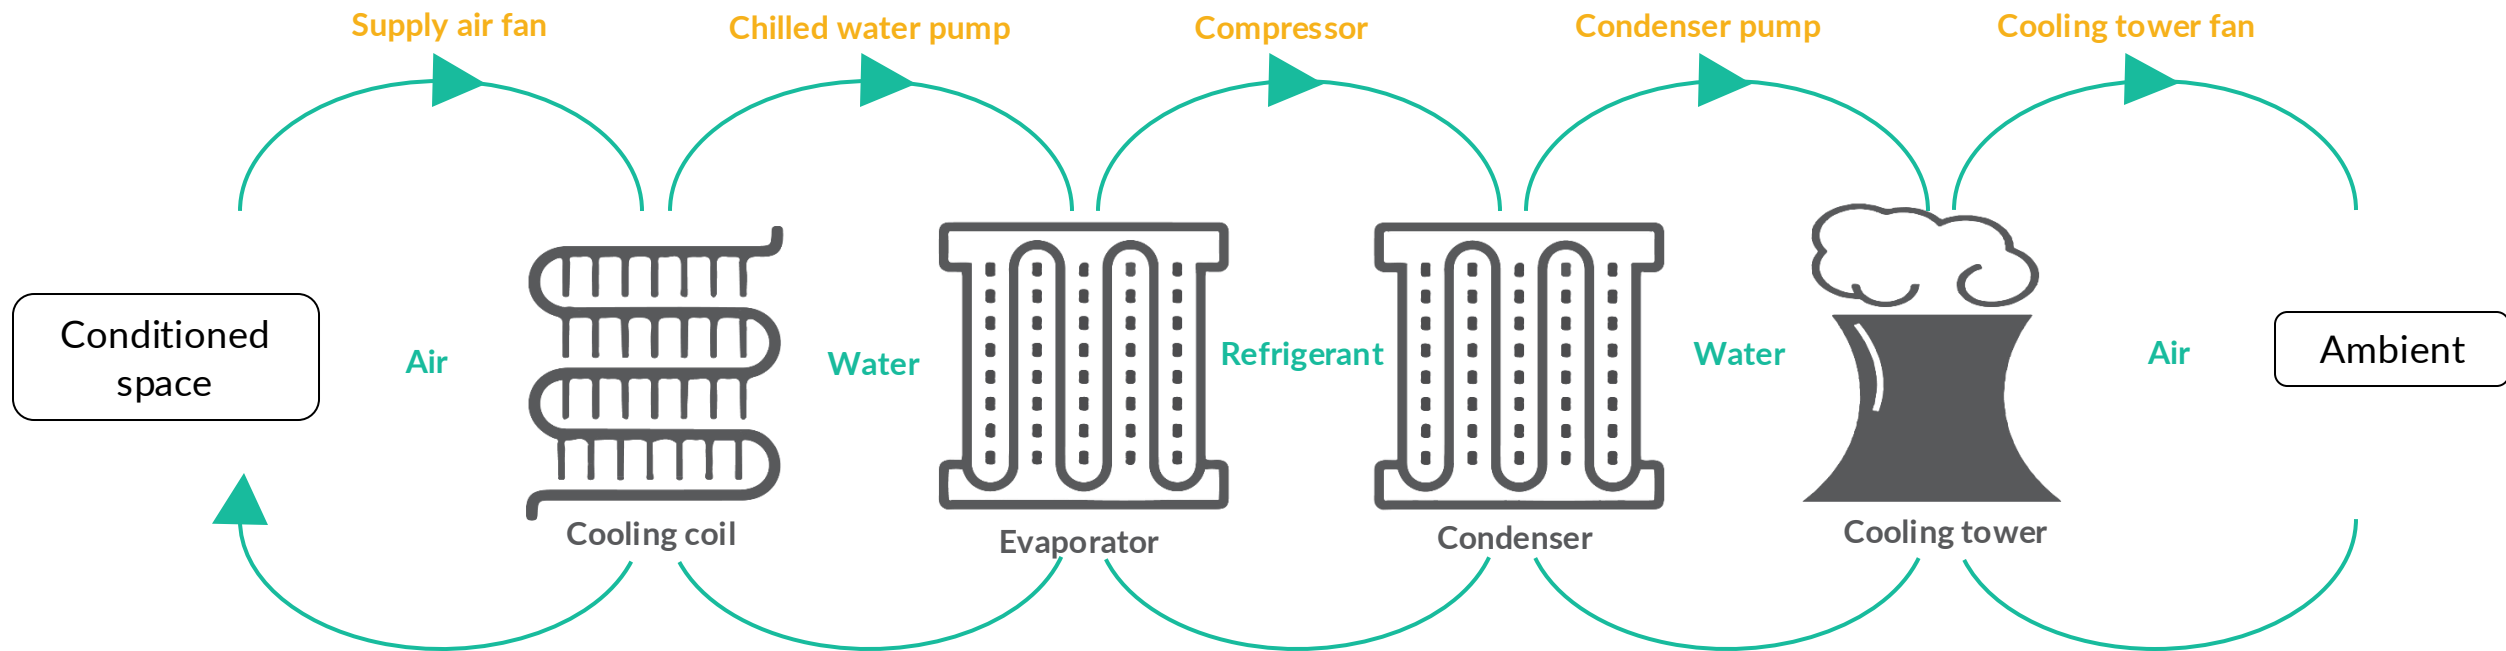 Supply air fan
Chilled water pump
Compressor
Condenser pump
Cooling tower fan
Conditioned
space
Air
Water
Refrigerant
Water
Air
Ambient
Cooling coil
Evaporator
Condenser
Cooling tower